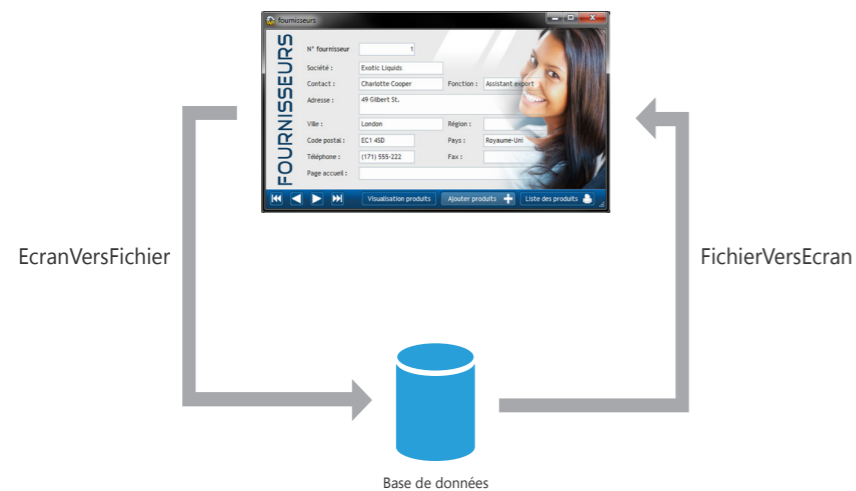 fournisseurs
FOURNISSEURS
N° fournisseur 1
Société : Exotic Liquids
Contact : Charlotte Cooper Fonction : Assistant export
Adresse : 49 Gilbert St.
Ville : London Région :
Code postal : EC1 4SD Pays : Royaume-Uni
Téléphone : (171) 555-222 Fax :
Page accueil :
Visualisation produits Ajouter produits Liste des produits
EcranVersFichier
FichierVersEcran
Base de données